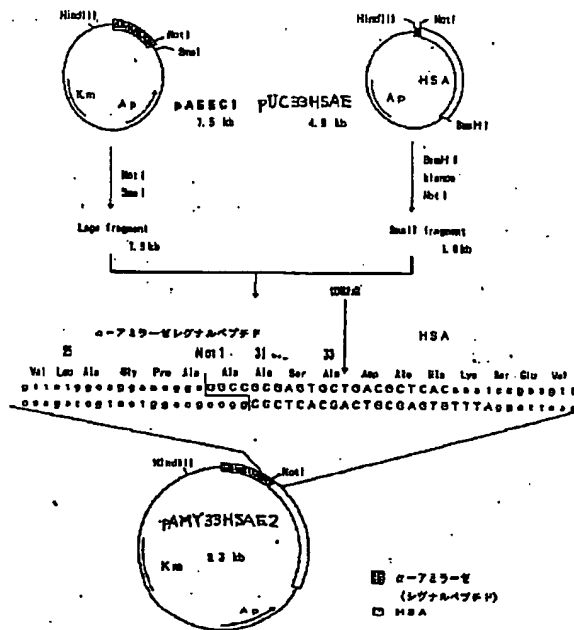 HindIII
NotI
SmaI
Km
Ap
pAEEC1
7.5 kb
HindIII
NotI
HSA
Ap
BamHI
pUC33HSAE
4.9 kb
NotI
SmaI
BamHI
NotI
Large fragment
7.5kb
Small fragment
1.8kb
α-アミラーゼシグナルペプチド
HSA
25
NotI
31
33
Val Leu Ala Gly Pro Ala Ala Ala Ser Ala Asp Ala His Lys Ser Glu Val
GGCCGCGAGTGCTGACGCTCAC
CGCTCACGACTGCGAGTGTTTA
HindIII
NotI
pAMY33HSAE2
9.3 kb
Km
Ap
α-アミラーゼ
(シグナルペプチド)
HSA